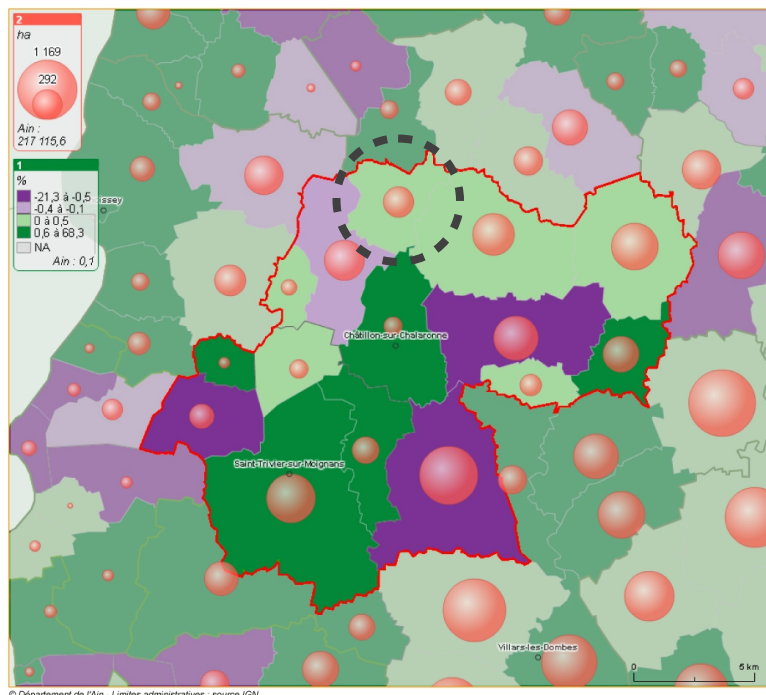 2
ha
1 169
292
Ain :
217 115,6
1
%
-21,3 à -0,5
-0,4 à -0,1
0 à 0,5
0,6 à 68,3
NA
Ain : 0,1
Châtillon-sur-Chalaronne
Saint-Trivier-sur-Moignans
Villars-les-Dombes
0 5 km
© Département de l'Ain - Limites administratives : source IGN